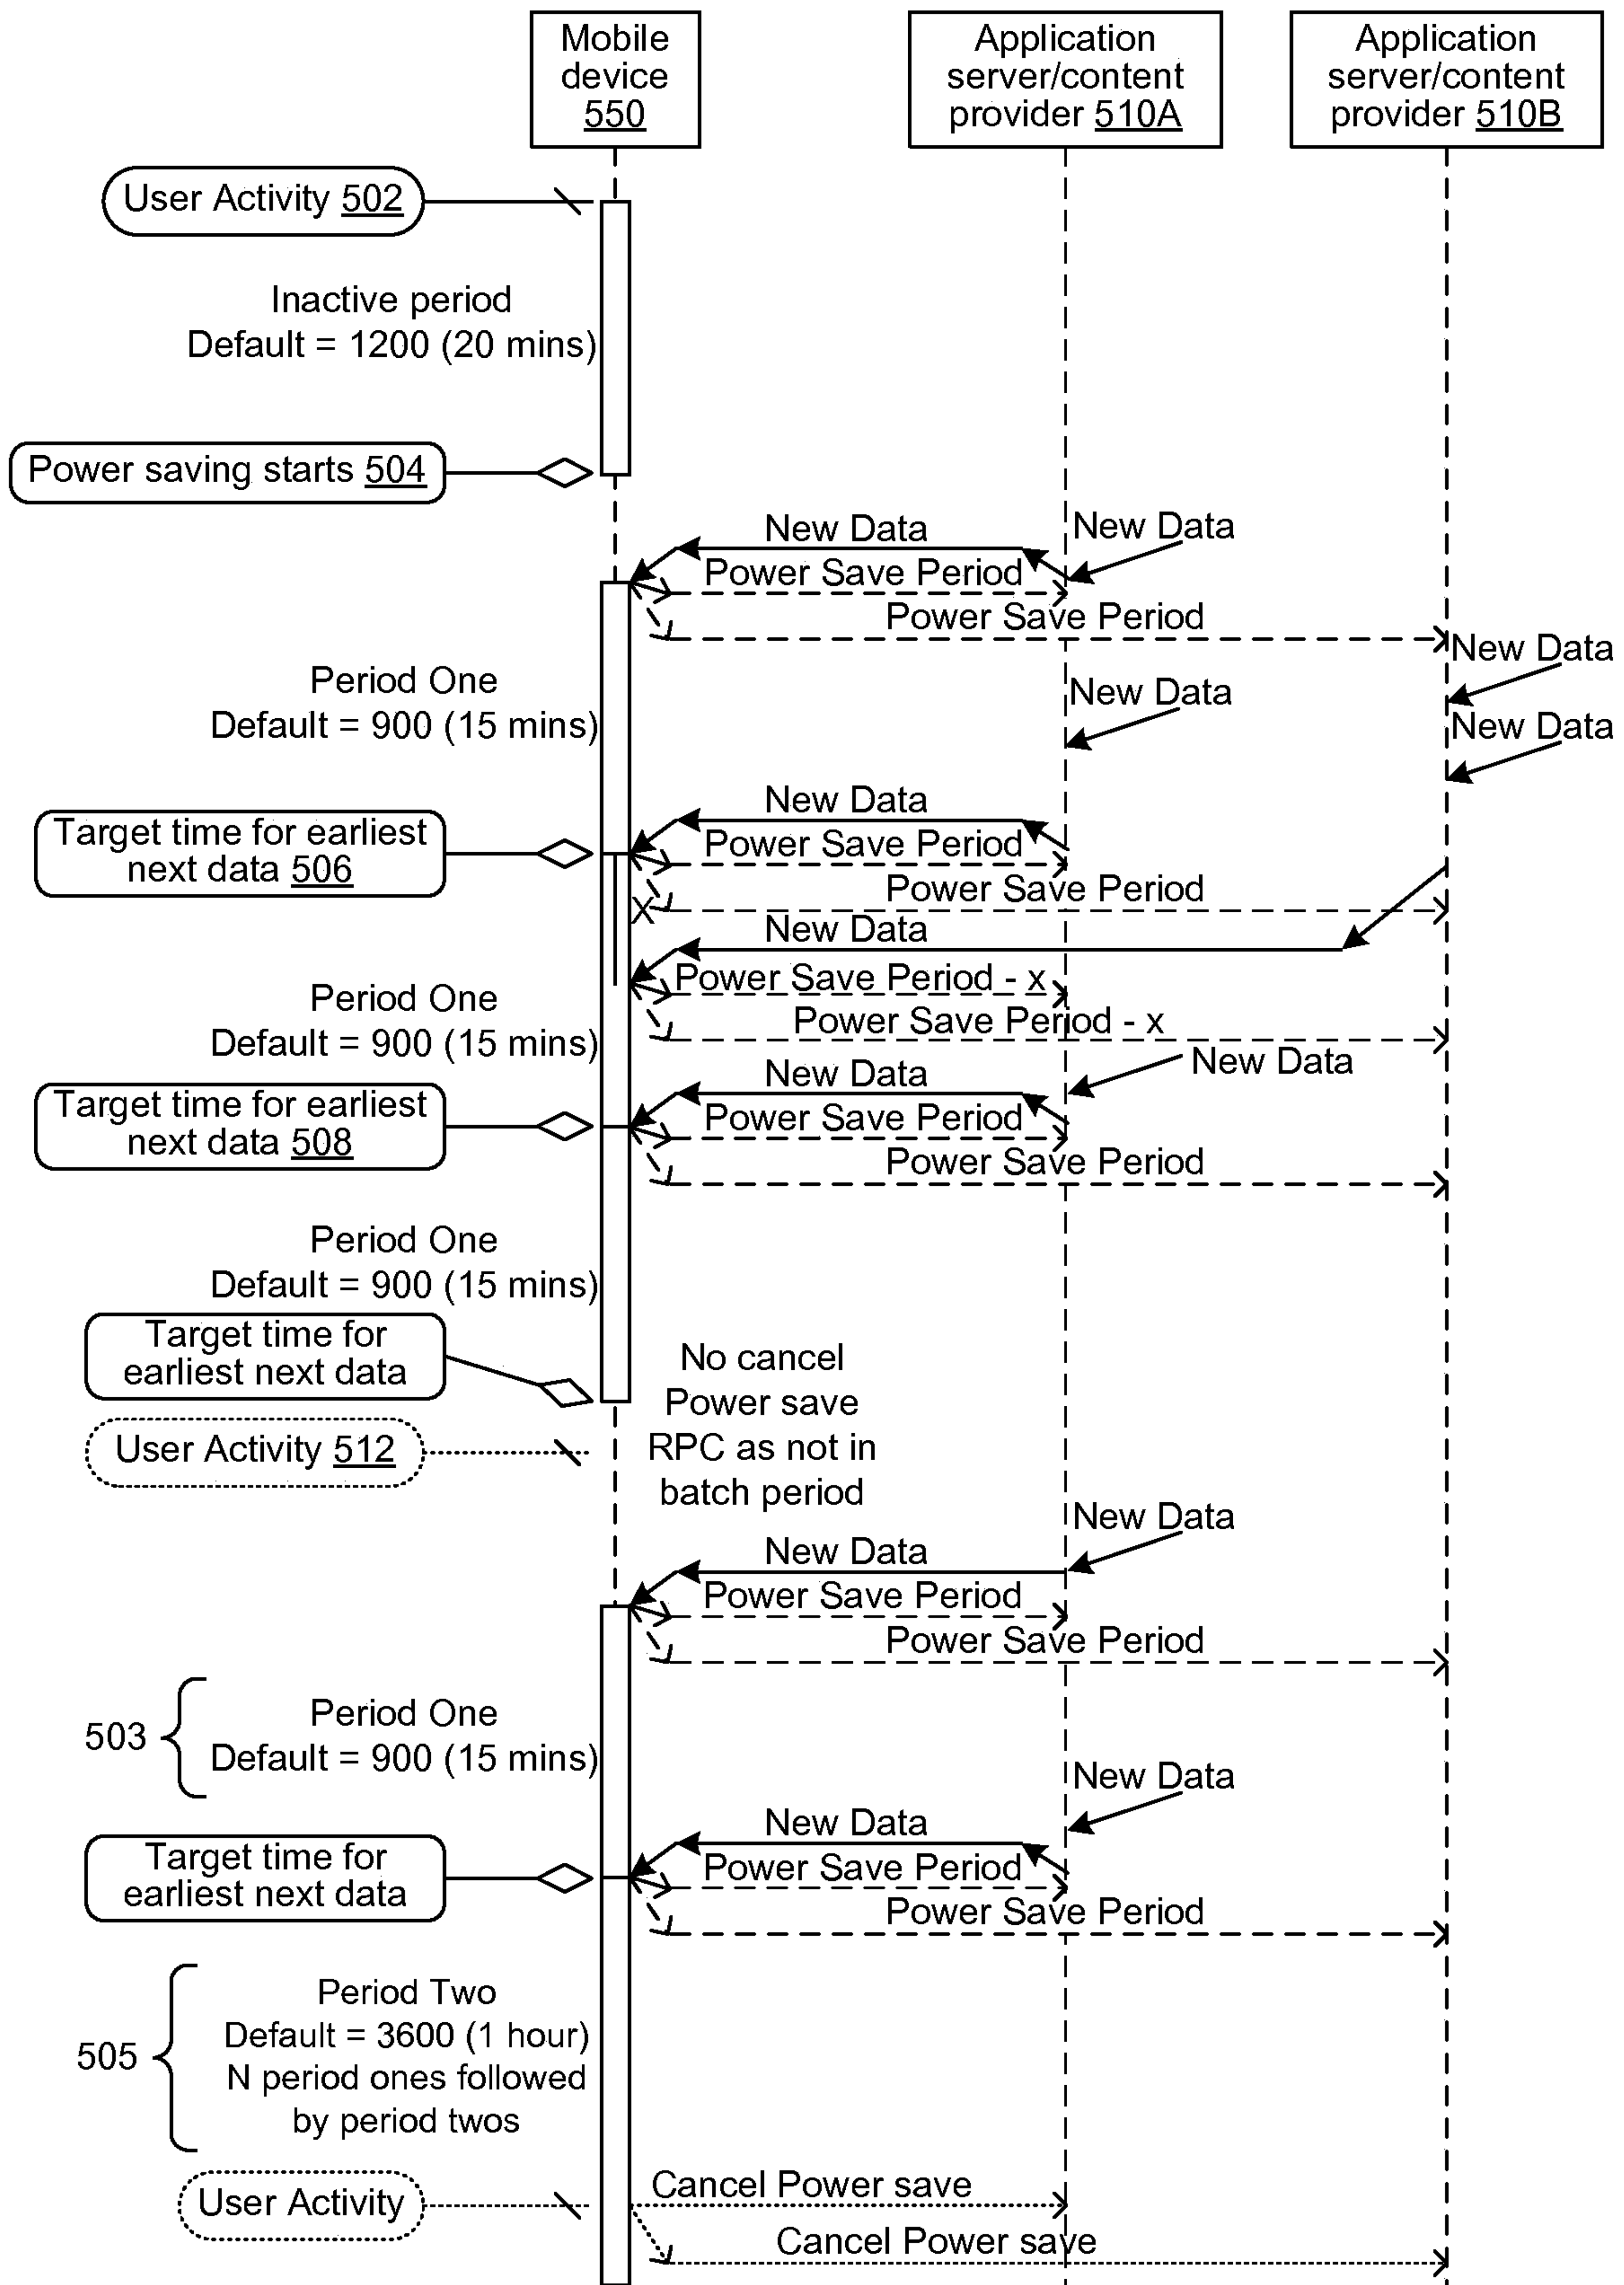 Mobile
device
550
Application
server/content
provider 510A
Application
server/content
provider 510B
User Activity 502
Inactive period
Default = 1200 (20 mins)
Power saving starts 504
New Data
New Data
Power Save Period
Power Save Period
New Data
Period One
New Data
Default = 900 (15 mins)
New Data
New Data
Target time for earliest
next data 506
Power Save Period
Power Save Period
X
New Data
Power Save Period - x
Period One
Power Save Period - x
Default = 900 (15 mins)
New Data
New Data
Target time for earliest
next data 508
Power Save Period
Power Save Period
Period One
Default = 900 (15 mins)
Target time for
earliest next data
No cancel
Power save
RPC as not in
batch period
User Activity 512
New Data
New Data
Power Save Period
Power Save Period
503
Period One
Default = 900 (15 mins)
New Data
New Data
Target time for
earliest next data
Power Save Period
Power Save Period
505
Period Two
Default = 3600 (1 hour)
N period ones followed
by period twos
User Activity
Cancel Power save
Cancel Power save